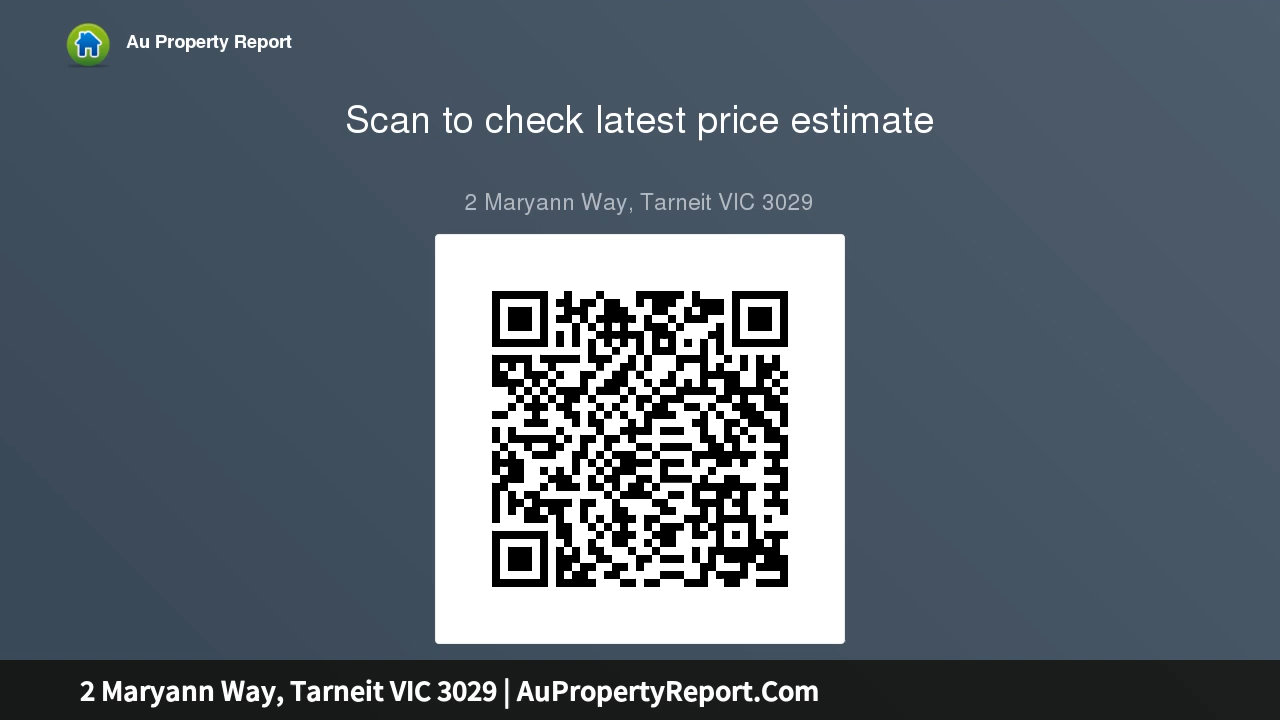 Au Property Report
Scan to check latest price estimate
2 Maryann Way, Tarneit VIC 3029
2 Maryann Way, Tarneit VIC 3029 | AuPropertyReport.Com